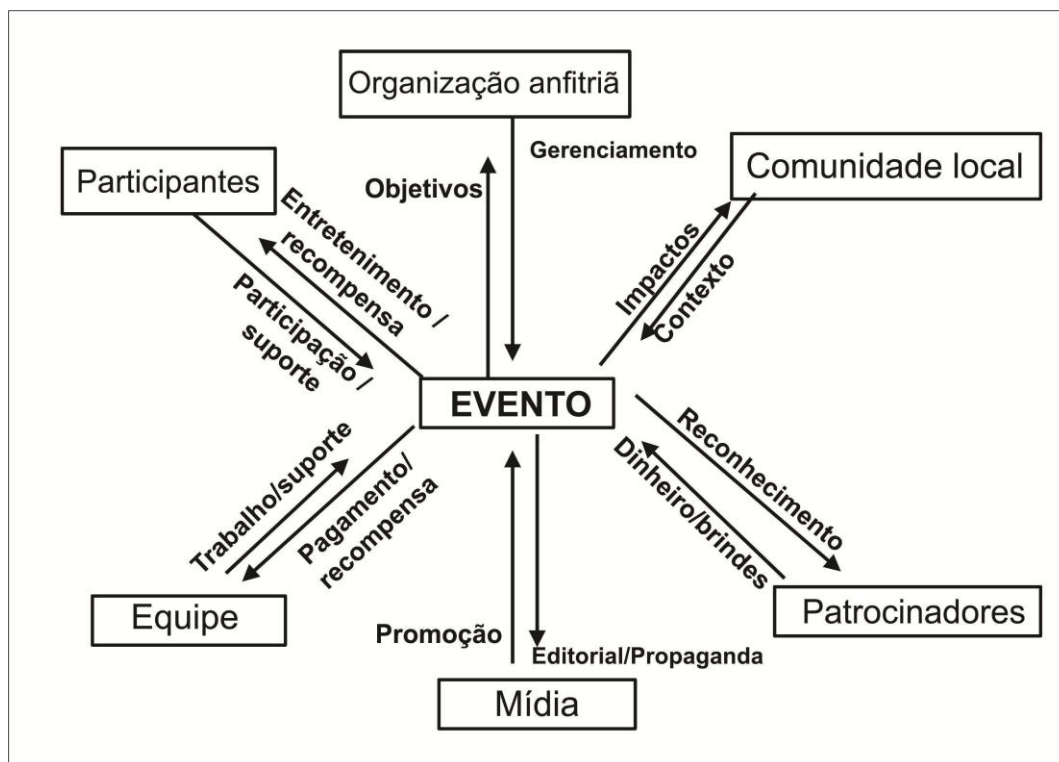 Organização anfitriã
Gerenciamento
Objetivos
Participantes
Entretenimento /
recompensa
Participação /
suporte
Comunidade local
Impactos
Contexto
EVENTO
Trabalho/suporte
Pagamento/
recompensa
Equipe
Promoção
Editorial/Propaganda
Mídia
Reconhecimento
Dinheiro/brindes
Patrocinadores